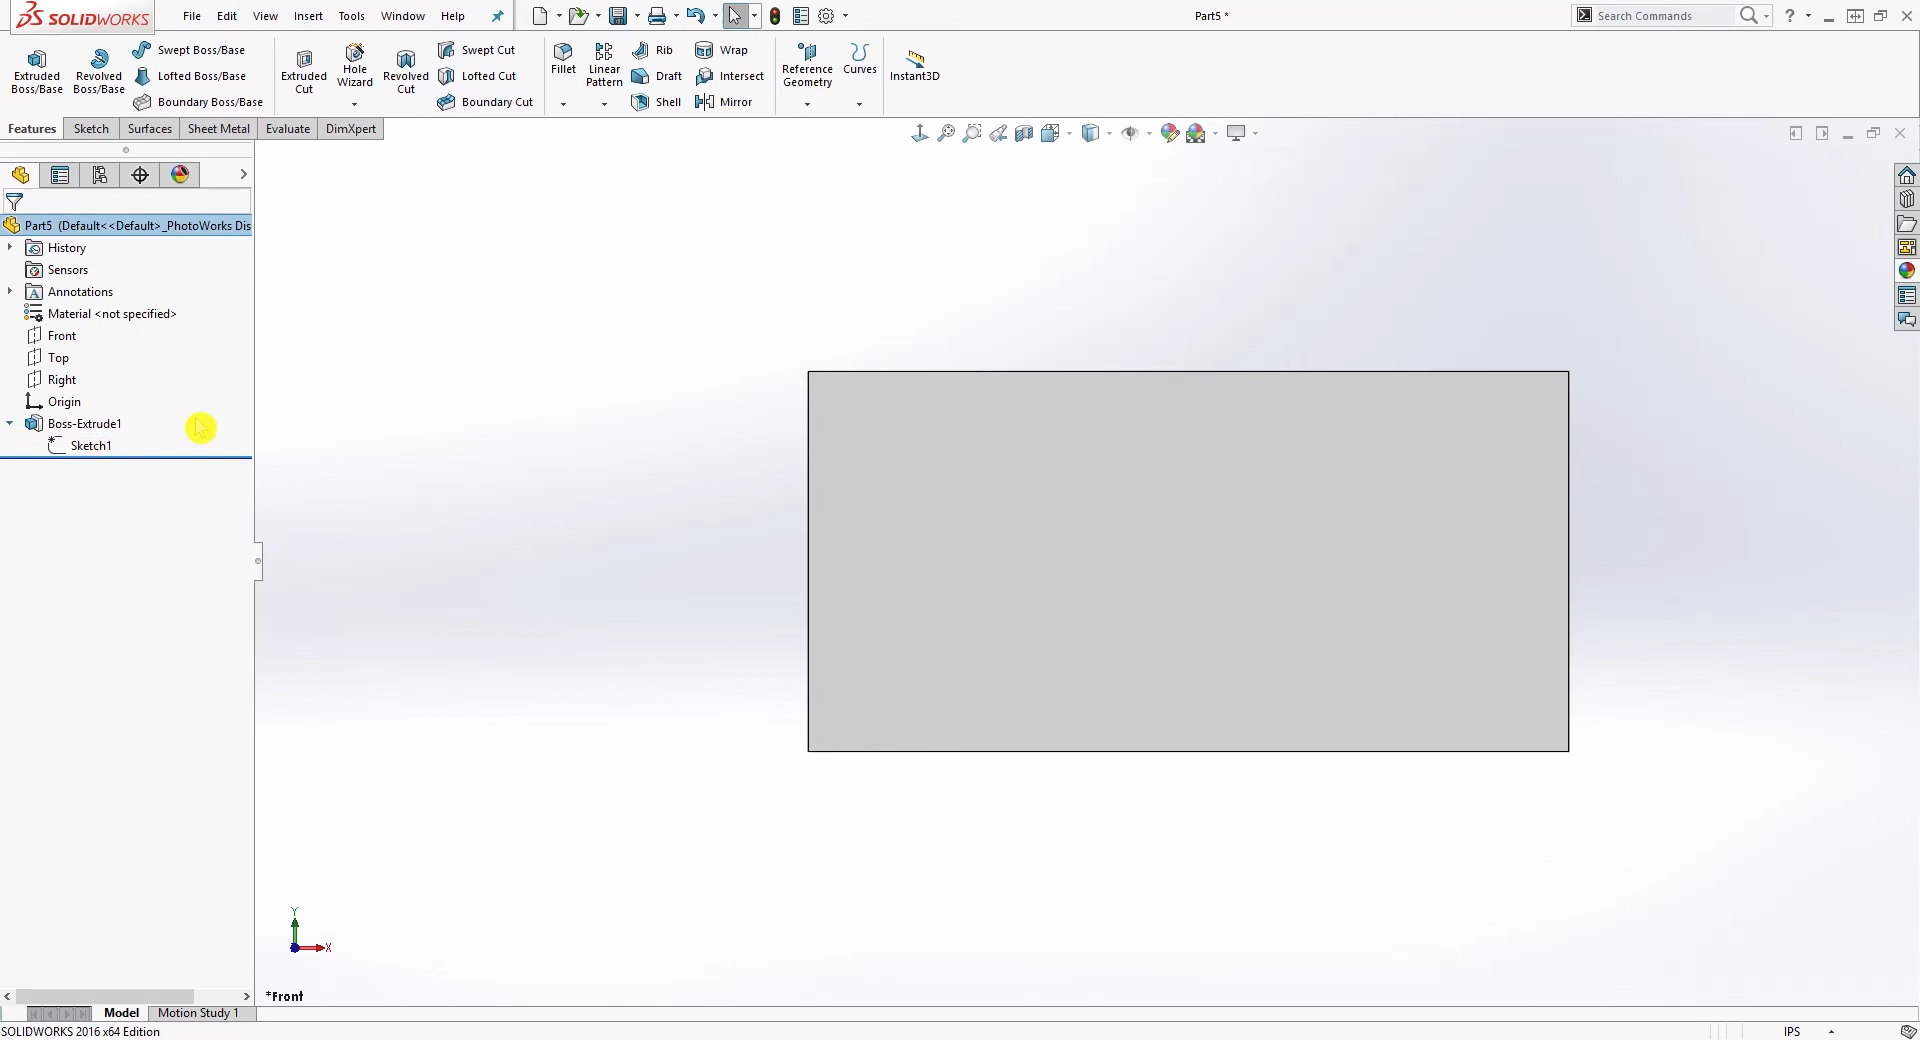 SOLIDWORKS
File Edit View Insert Tools Window Help
Part5 *
Search Commands
Extruded Boss/Base
Revolved Boss/Base
Swept Boss/Base
Lofted Boss/Base
Boundary Boss/Base
Extruded Cut
Hole Wizard
Revolved Cut
Swept Cut
Lofted Cut
Boundary Cut
Fillet
Linear Pattern
Rib
Draft
Shell
Wrap
Intersect
Mirror
Reference Geometry
Curves
Instant3D
Features Sketch Surfaces Sheet Metal Evaluate DimXpert
Part5 (Default<<Default>_PhotoWorks Dis
History
Sensors
Annotations
Material <not specified>
Front
Top
Right
Origin
Boss-Extrude1
Sketch1
Y
X
*Front
Model Motion Study 1
SOLIDWORKS 2016 x64 Edition
IPS